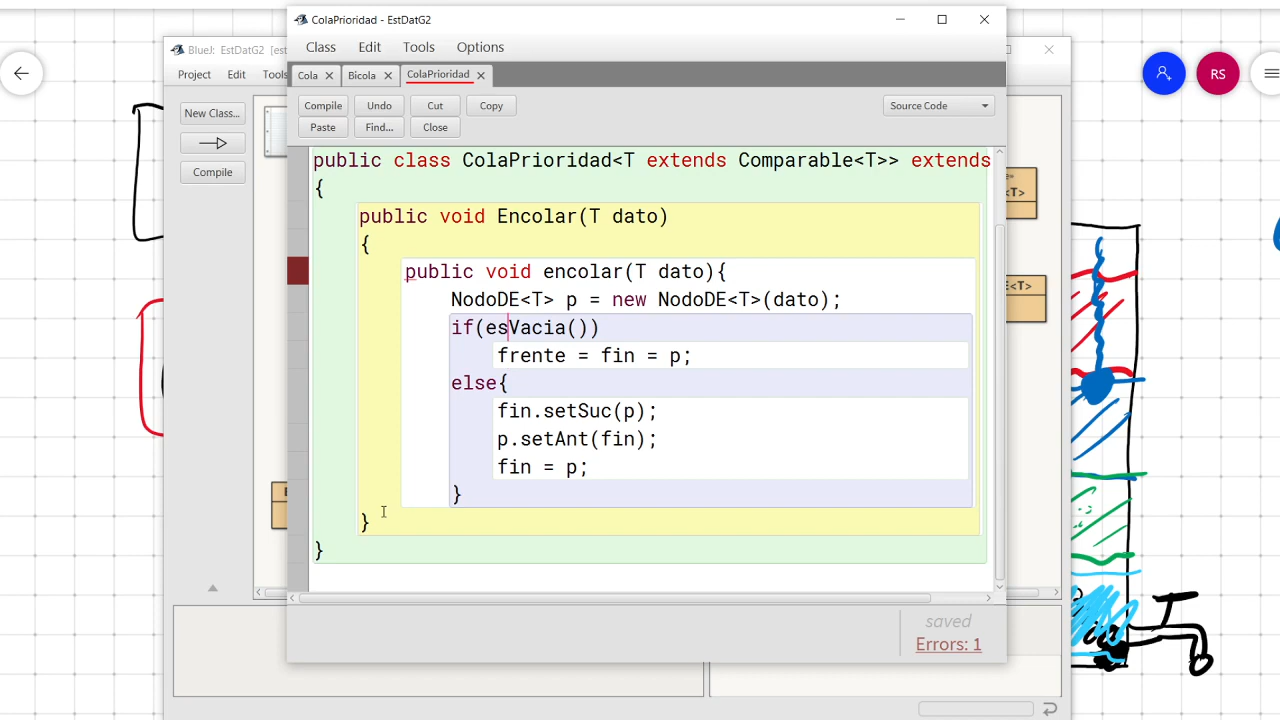 ColaPrioridad - EstDatG2
Class Edit Tools Options
BlueJ: EstDatG2
Project Edit Tools
Cola Bicola ColaPrioridad
RS
New Class...
Compile
Compile Undo Cut Copy
Source Code
Paste Find... Close
public class ColaPrioridad<T extends Comparable<T>> extends
{
public void Encolar(T dato)
{
public void encolar(T dato){
NodoDE<T> p = new NodoDE<T>(dato);
if(esVacia())
frente = fin = p;
else{
fin.setSuc(p);
p.setAnt(fin);
fin = p;
}
}
}
saved
Errors: 1